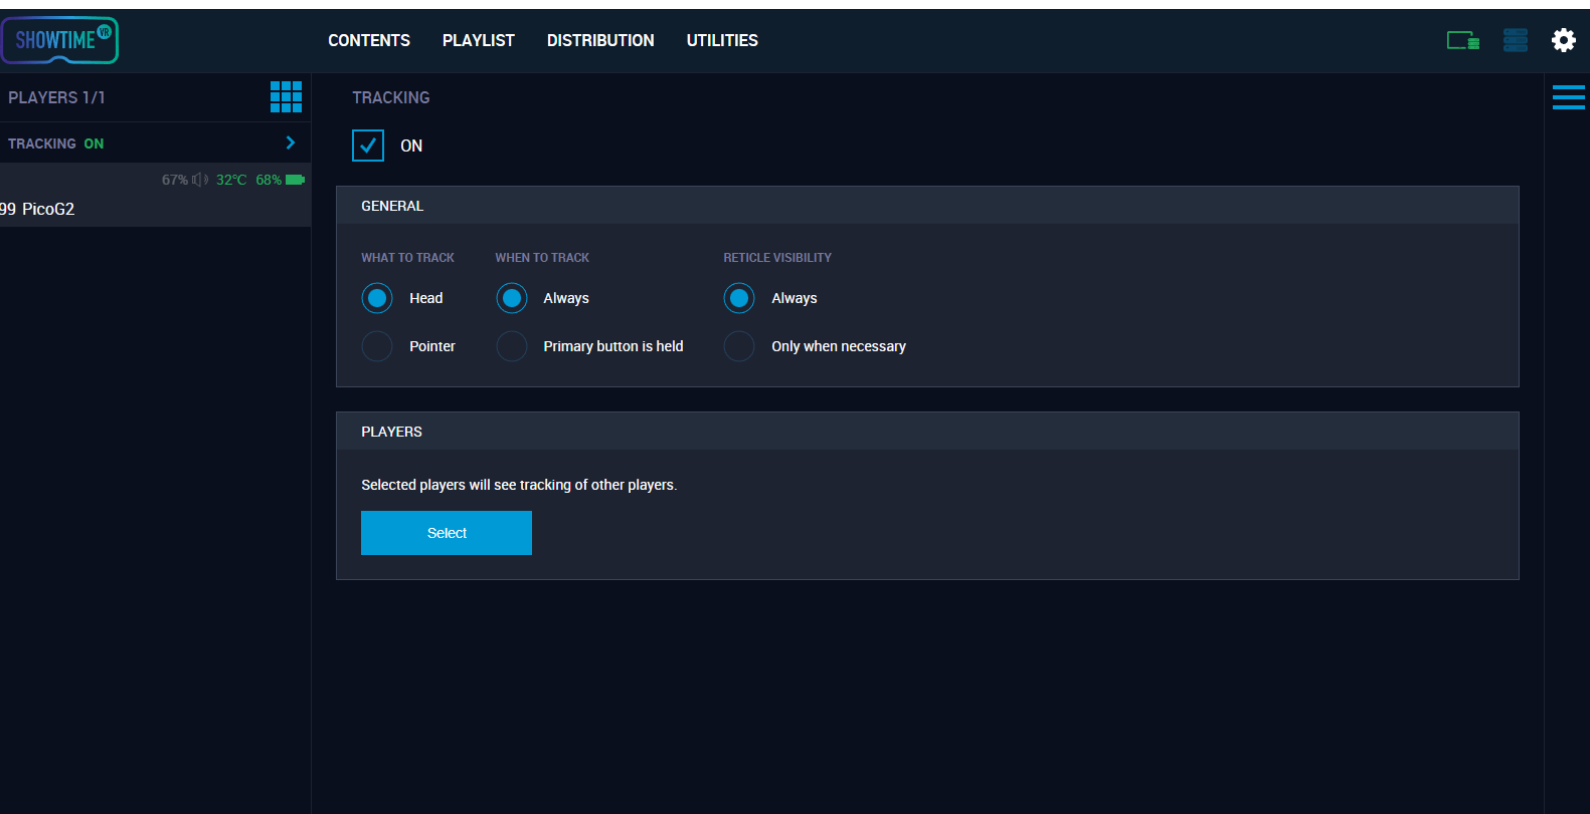 SHOWTIME VR
CONTENTS PLAYLIST DISTRIBUTION UTILITIES
PLAYERS 1/1
TRACKING ON
67% 32°C 68%
99 PicoG2
TRACKING
ON
GENERAL
WHAT TO TRACK WHEN TO TRACK RETICLE VISIBILITY
Head Always Always
Pointer Primary button is held Only when necessary
PLAYERS
Selected players will see tracking of other players.
Select